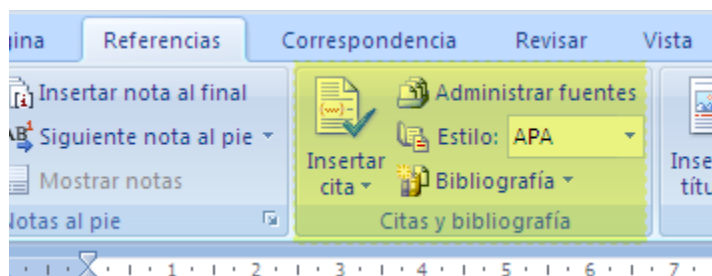 gina Referencias Correspondencia Revisar Vista
Insertar nota al final
Siguiente nota al pie
Mostrar notas
Notas al pie
Insertar cita
Administrar fuentes
Estilo: APA
Bibliografía
Citas y bibliografía
Inse
títu
1 2 3 4 5 6 7